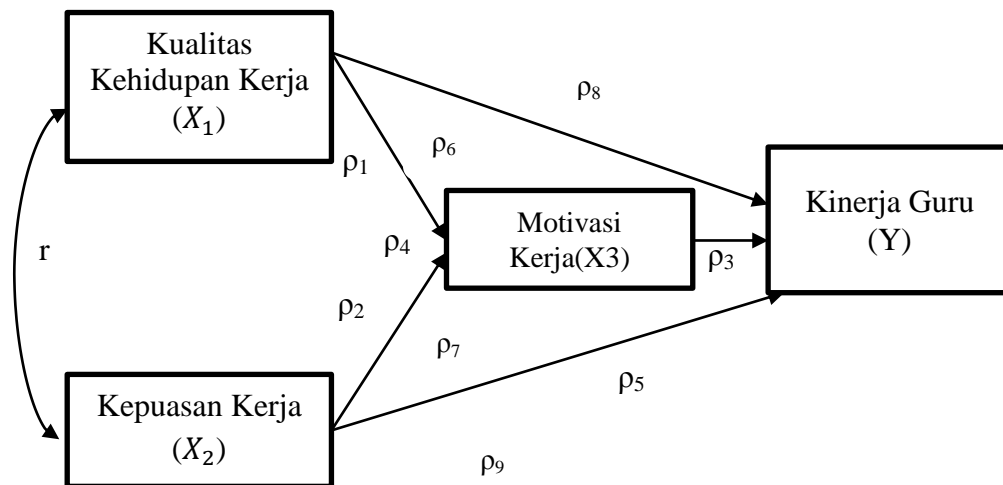 Kualitas
Kehidupan Kerja
(𝑋₁)
ρ₈
ρ₁
ρ₆
Kinerja Guru
(Y)
Motivasi
Kerja(X3)
r
ρ₄
ρ₃
ρ₂
ρ₇
ρ₅
Kepuasan Kerja
(𝑋₂)
ρ₉